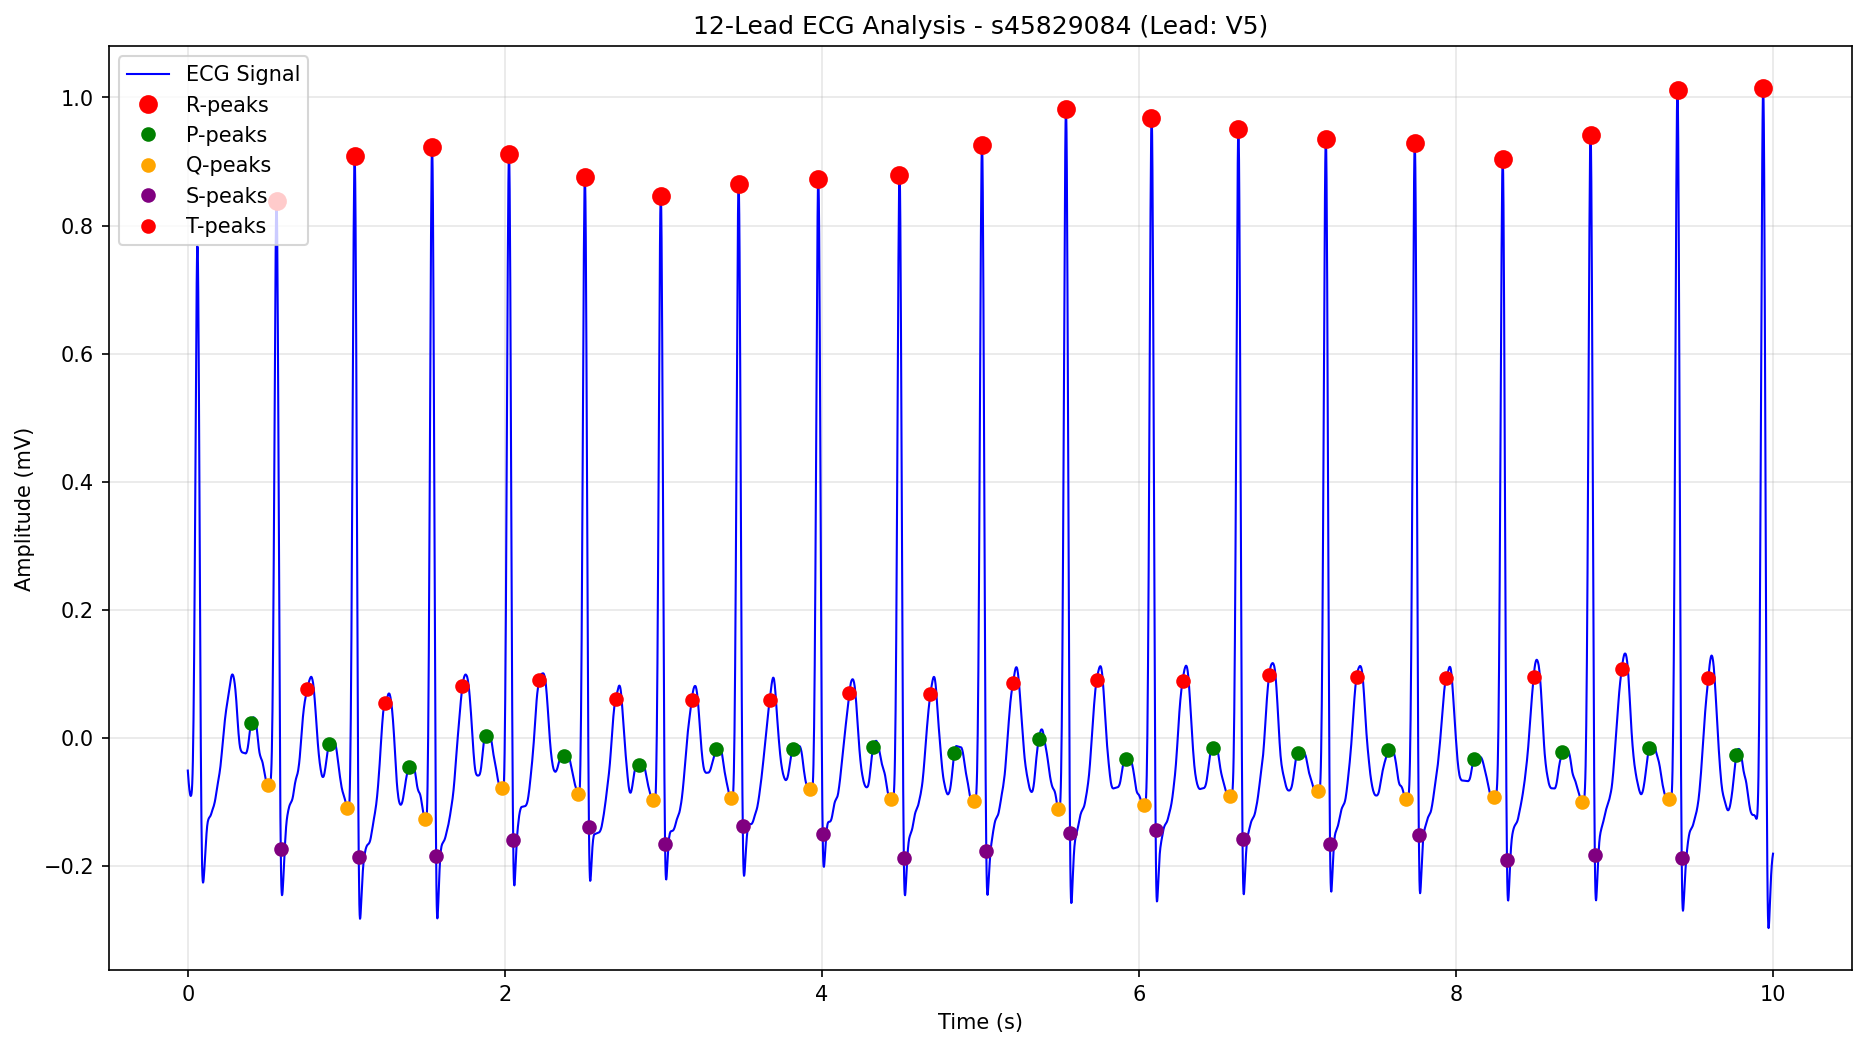 12-Lead ECG Analysis - s45829084 (Lead: V5)
ECG Signal
R-peaks
P-peaks
Q-peaks
S-peaks
T-peaks
Amplitude (mV)
1.0
0.8
0.6
0.4
0.2
0.0
−0.2
0 2 4 6 8 10
Time (s)